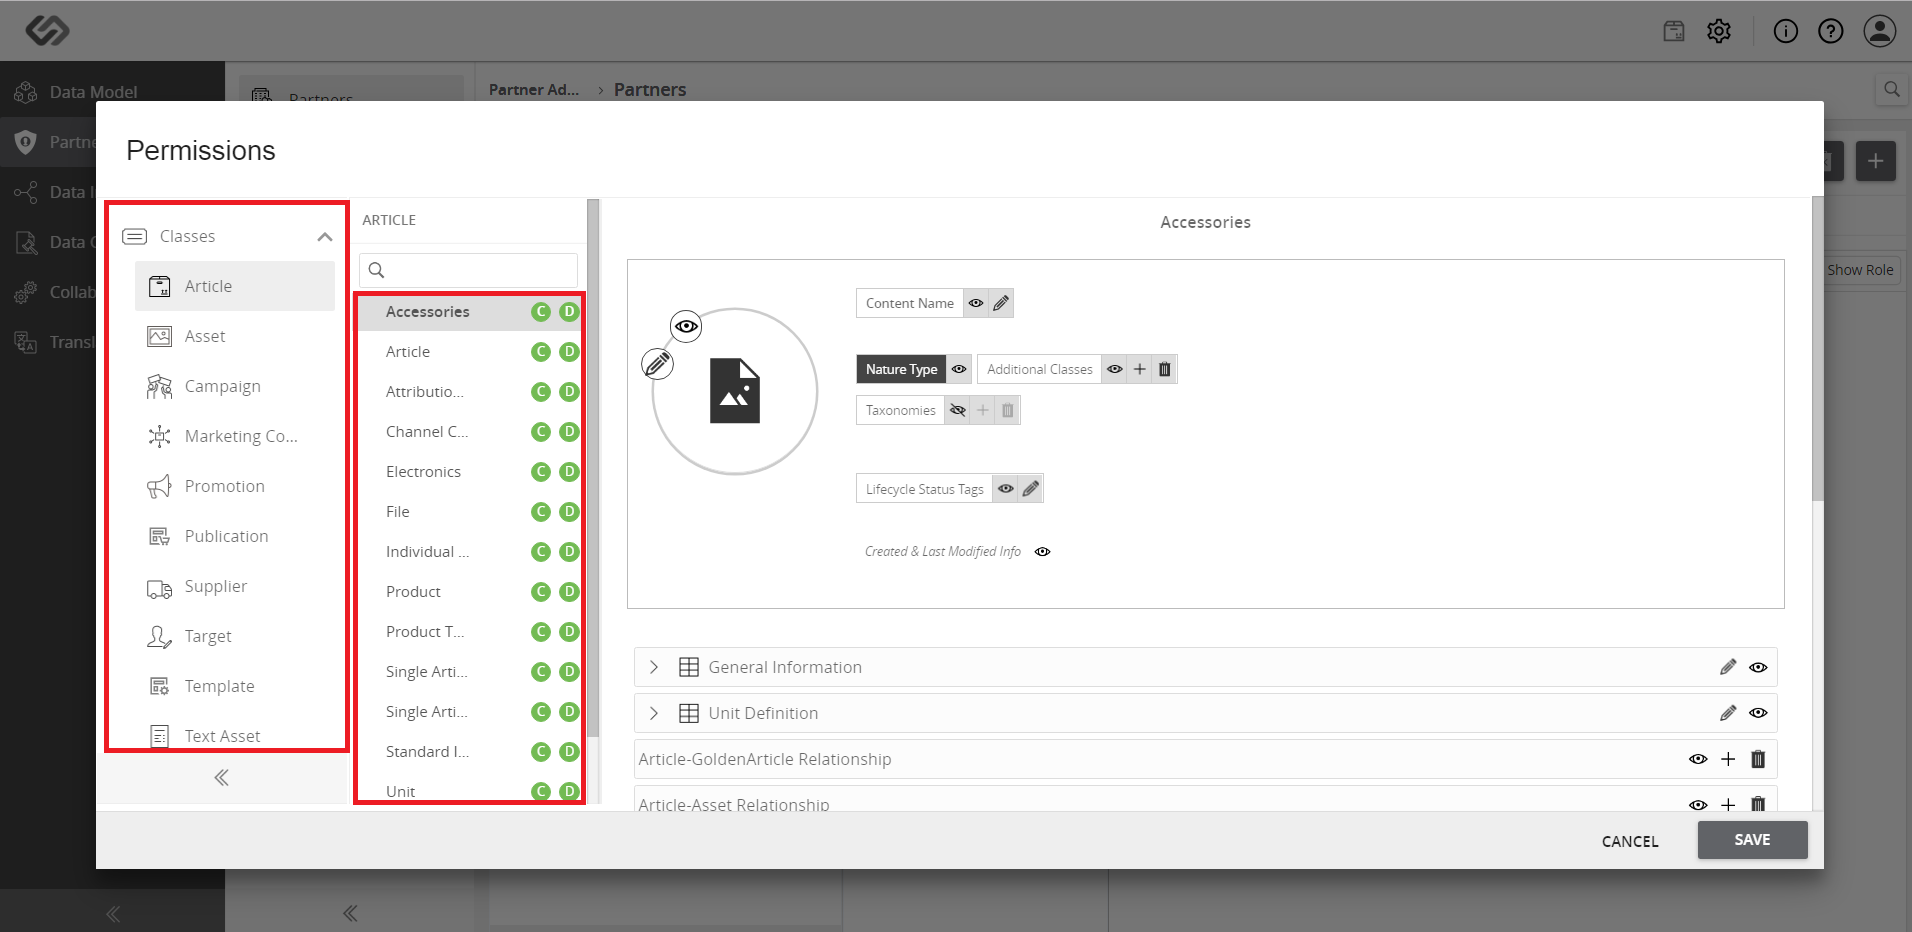 Data Model
Partners
Partner Ad... > Partners
Partne
Data I
Data
Collab
Transl
Show Role
Permissions
Classes
Article
Asset
Campaign
Marketing Co...
Promotion
Publication
Supplier
Target
Template
Text Asset
ARTICLE
Accessories C D
Article C D
Attributio... C D
Channel C... C D
Electronics C D
File C D
Individual ... C D
Product C D
Product T... C D
Single Arti... C D
Single Arti... C D
Standard I... C D
Unit C D
Accessories
Content Name
Nature Type Additional Classes
Taxonomies
Lifecycle Status Tags
Created & Last Modified Info
General Information
Unit Definition
Article-GoldenArticle Relationship
Article-Asset Relationship
CANCEL SAVE